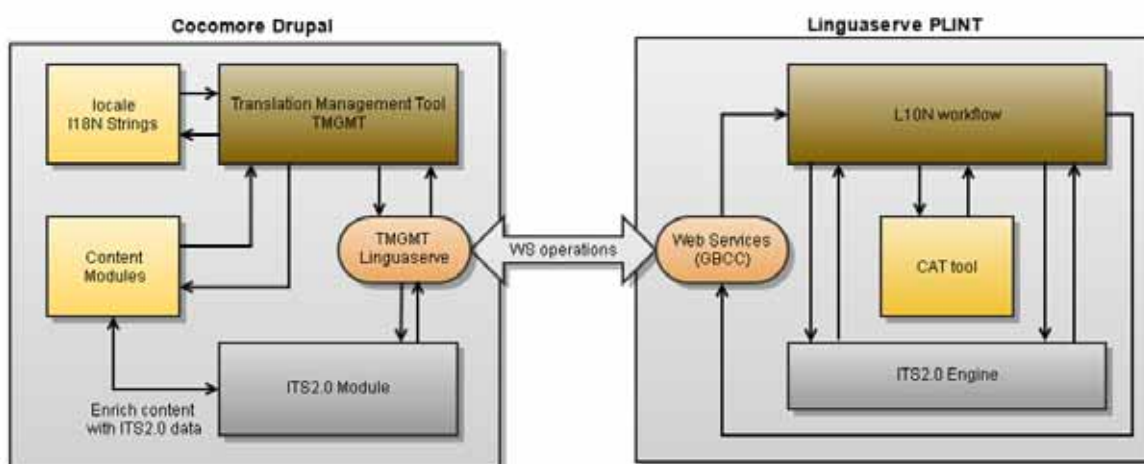 Cocomore Drupal
Linguaserve PLINT
locale
I18N Strings
Translation Management Tool
TMGMT
L10N workflow
Content
Modules
TMGMT
Linguaserve
WS operations
Web Services
(GBCC)
CAT tool
ITS2.0 Module
ITS2.0 Engine
Enrich content
with ITS2.0 data